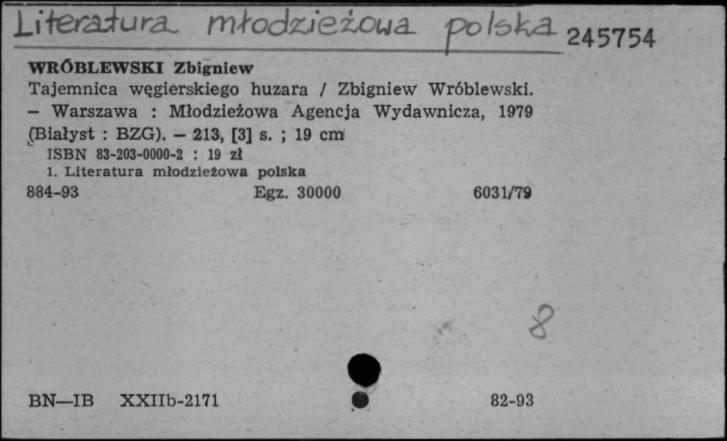 Literatura młodzieżowa polska 245754
WRÓBLEWSKI Zbigniew
Tajemnica węgierskiego huzara / Zbigniew Wróblewski.
— Warszawa : Młodzieżowa Agencja Wydawnicza, 1979
(Białyst : BZG). — 213, [3] s. ; 19 cm
ISBN 83-203-0000-2 : 19 zł
1. Literatura młodzieżowa polska
884-93 Egz. 30000 6031/79
8
BN—IB XXIIb-2171 82-93